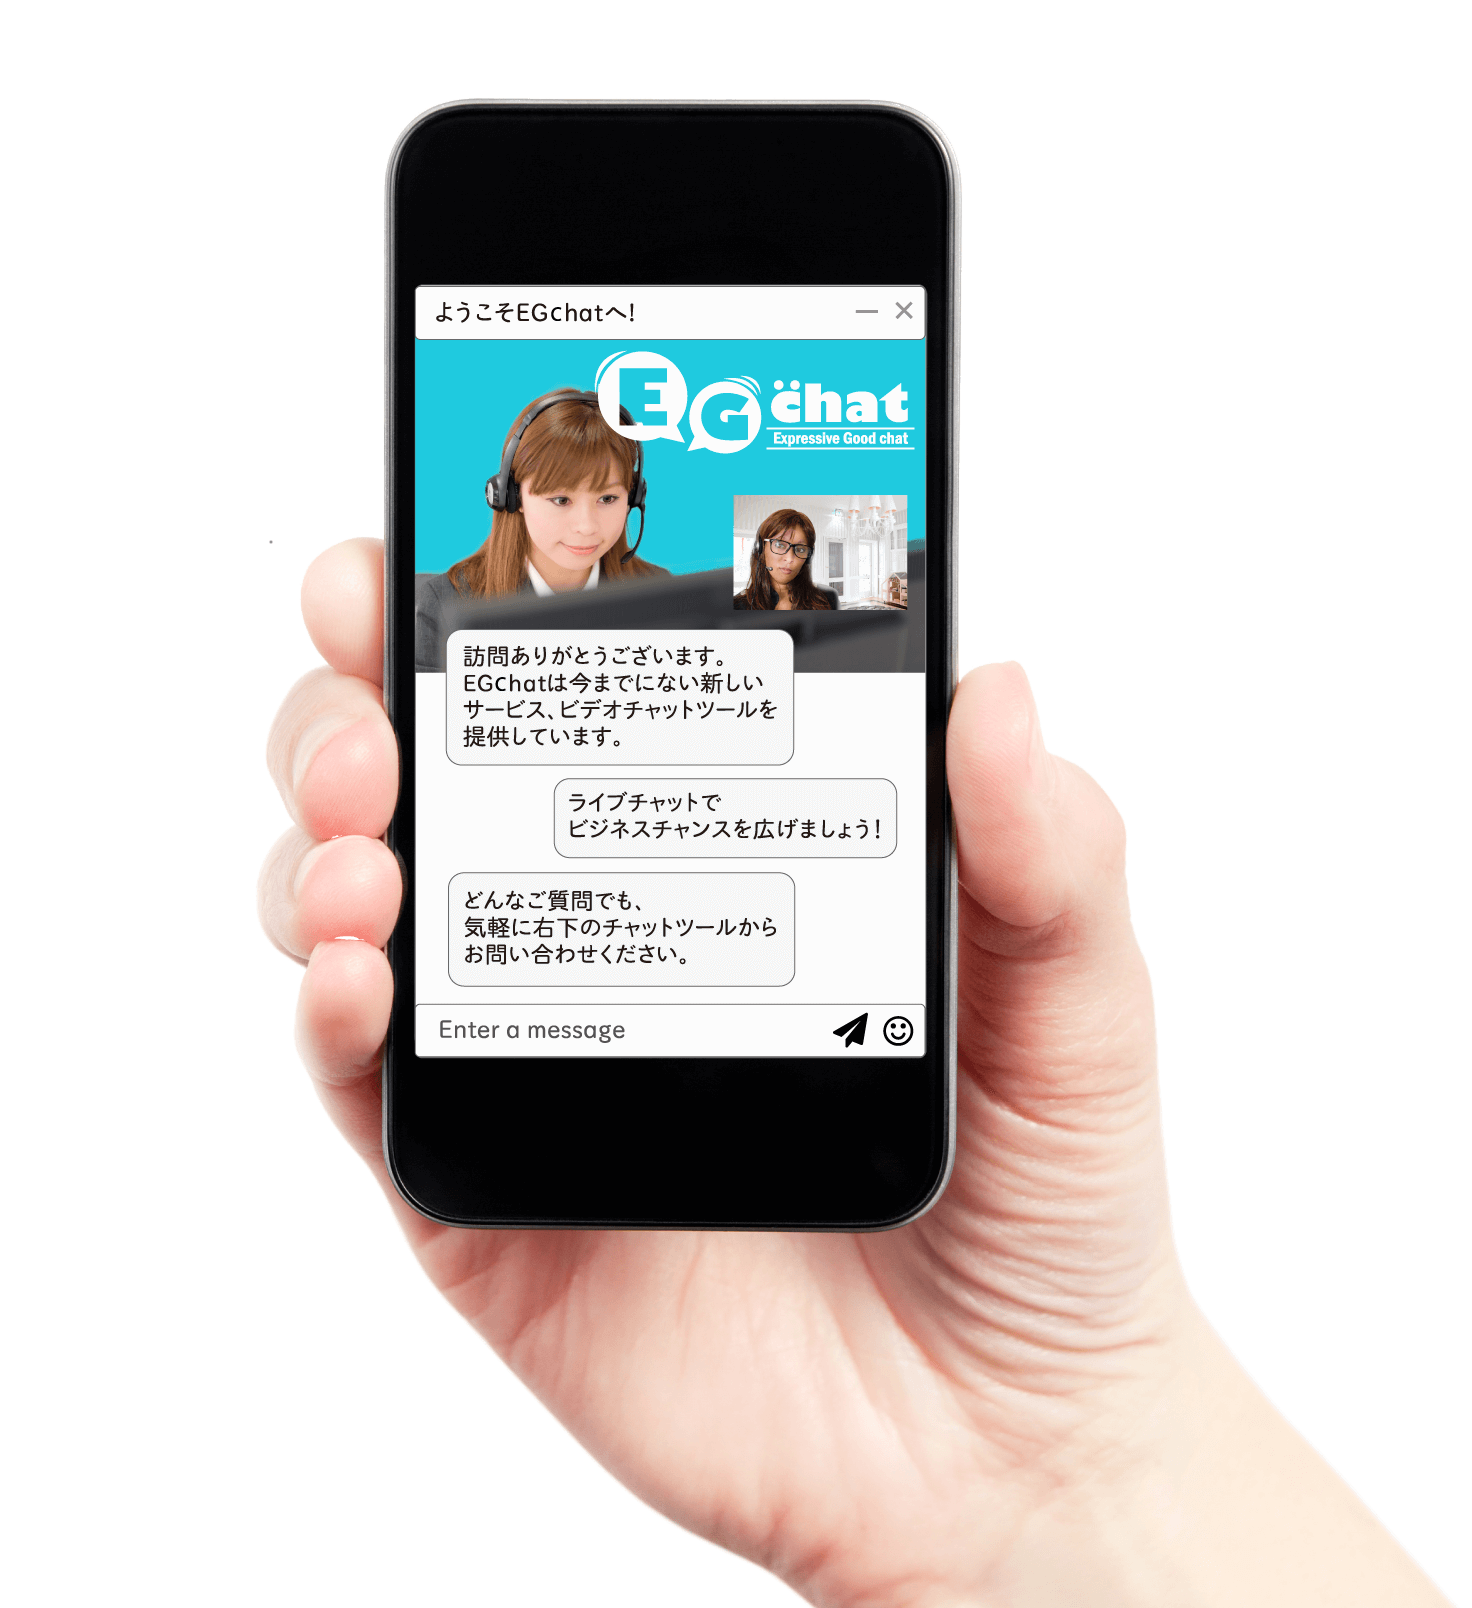 ようこそEGchatへ!
EG chat
Expressive Good chat
訪問ありがとうございます。
EGChatは今までにない新しい
サービス、ビデオチャットツールを
提供しています。
ライブチャットで
ビジネスチャンスを広げましょう!
どんなご質問でも、
気軽に右下のチャットツールから
お問い合わせください。
Enter a message